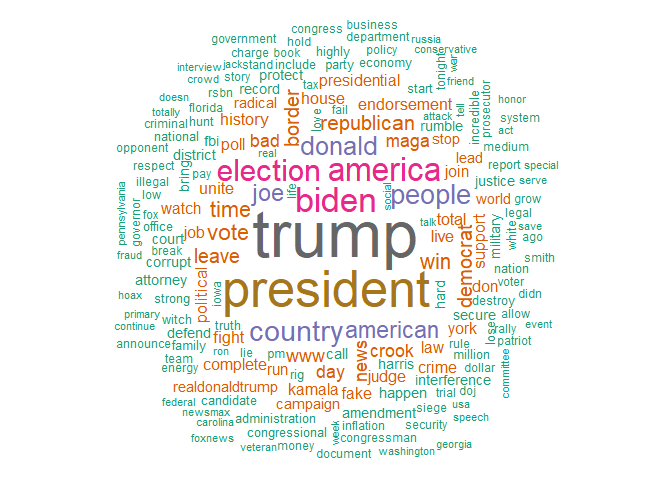 congress business
government hold department russia
charge book highly policy conservative
interview jack stand include party economy tonight war
crowd story protect tax friend
doesn rsbn record presidential start honor
totally florida radical border house endorsement incredible prosecutor
criminal hunt history love fail attack tell system
national republican rumble act
opponent fbi poll bad donald maga stop medium
district real lead report special
respect bring pay election america join justice serve
illegal unite joe life biden social people world grow
low legal
pennsylvania governor fox watch time trump talk total support military white save
office job vote live ago
court
fraud break leave win democrat smith
corrupt nation
attorney political iowa president hard don voter
hoax strong destroy didn
primary witch truth country american secure lose allow
continue defend fight york rally event
announce family ron lie pm www news call crook law rule patriot
team complete run rig harris million dollar committee
energy day judge crime interference
realdonaldtrump kamala fake happen trial doj
federal candidate campaign siege usa
newsmax amendment speech
carolina administration week inflation security
foxnews congressional congressman georgia
veteran money document washington